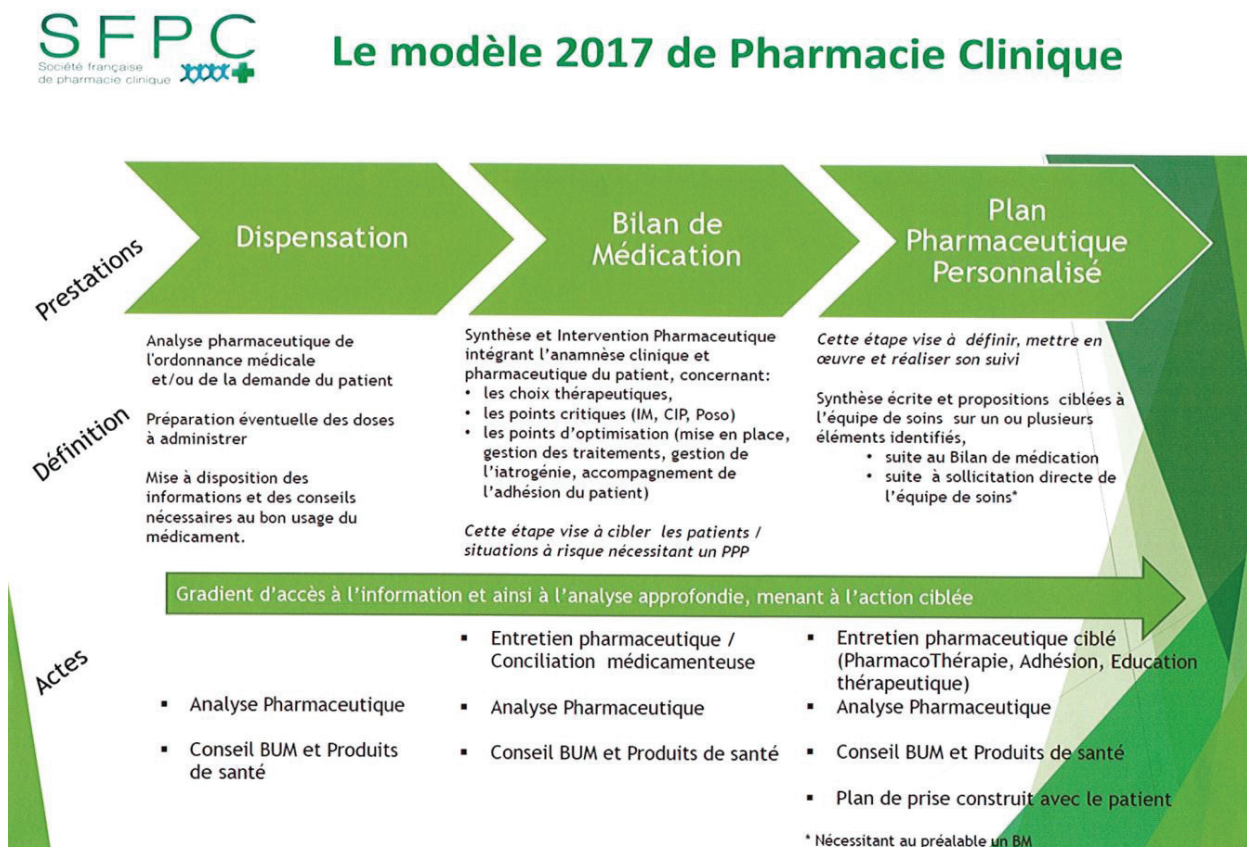 SFPC
Société française
de pharmacie clinique
Le modèle 2017 de Pharmacie Clinique
Prestations
Dispensation
Bilan de
Médication
Plan
Pharmaceutique
Personnalisé
Définition
Analyse pharmaceutique de
l'ordonnance médicale
et/ou de la demande du patient
Préparation éventuelle des doses
à administrer
Mise à disposition des
informations et des conseils
nécessaires au bon usage du
médicament.
Synthèse et Intervention Pharmaceutique
intégrant l'anamnèse clinique et
pharmaceutique du patient, concernant:
• les choix thérapeutiques,
• les points critiques (IM, CIP, Poso)
• les points d'optimisation (mise en place,
gestion des traitements, gestion de
l'iatrogénie, accompagnement de
l'adhésion du patient)
Cette étape vise à cibler les patients /
situations à risque nécessitant un PPP
Cette étape vise à définir, mettre en
œuvre et réaliser son suivi
Synthèse écrite et propositions ciblées à
l'équipe de soins sur un ou plusieurs
éléments identifiés,
• suite au Bilan de médication
• suite à sollicitation directe de
l'équipe de soins*
Gradient d'accès à l'information et ainsi à l'analyse approfondie, menant à l'action ciblée
Actes
▪ Analyse Pharmaceutique
▪ Conseil BUM et Produits
de santé
▪ Entretien pharmaceutique /
Conciliation médicamenteuse
▪ Analyse Pharmaceutique
▪ Conseil BUM et Produits de santé
▪ Entretien pharmaceutique ciblé
(PharmacoThérapie, Adhésion, Education
thérapeutique)
▪ Analyse Pharmaceutique
▪ Conseil BUM et Produits de santé
▪ Plan de prise construit avec le patient
* Nécessitant au préalable un BM